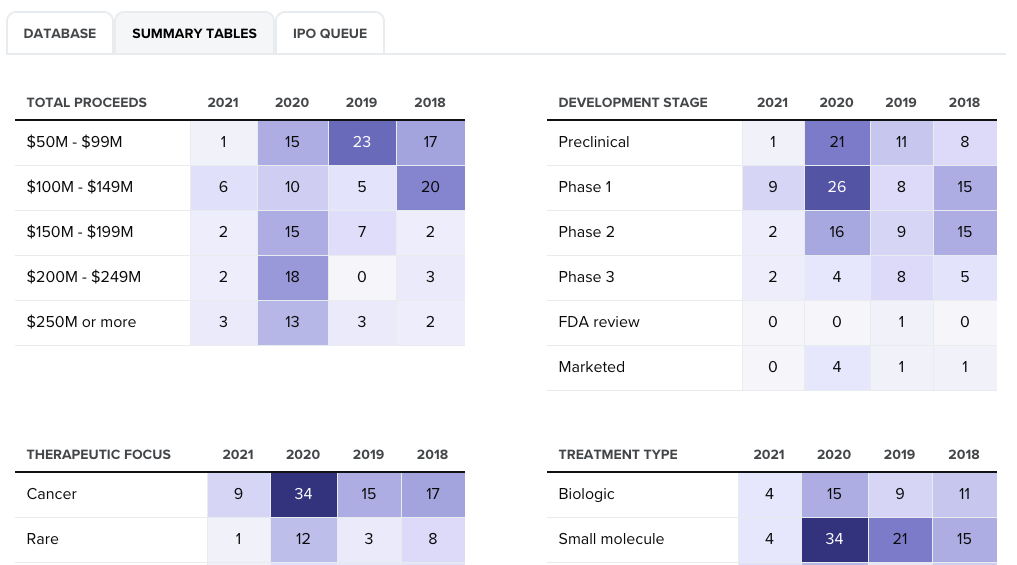 DATABASE SUMMARY TABLES IPO QUEUE
TOTAL PROCEEDS 2021 2020 2019 2018
$50M - $99M 1 15 23 17
$100M - $149M 6 10 5 20
$150M - $199M 2 15 7 2
$200M - $249M 2 18 0 3
$250M or more 3 13 3 2
DEVELOPMENT STAGE 2021 2020 2019 2018
Preclinical 1 21 11 8
Phase 1 9 26 8 15
Phase 2 2 16 9 15
Phase 3 2 4 8 5
FDA review 0 0 1 0
Marketed 0 4 1 1
THERAPEUTIC FOCUS 2021 2020 2019 2018
Cancer 9 34 15 17
Rare 1 12 3 8
TREATMENT TYPE 2021 2020 2019 2018
Biologic 4 15 9 11
Small molecule 4 34 21 15